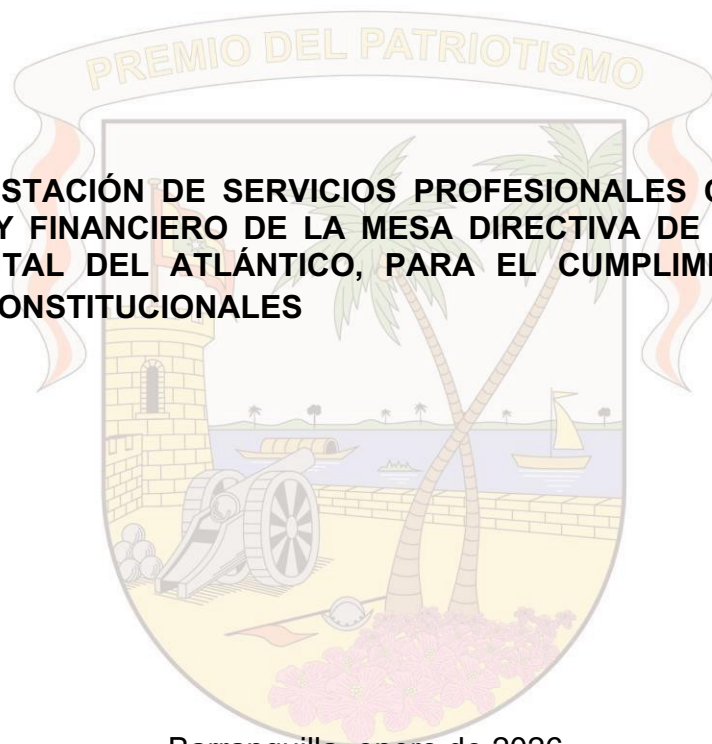 PREMIO DEL PATRIOTISMO
STACIÓN DE SERVICIOS PROFESIONALES
Y FINANCIERO DE LA MESA DIRECTIVA DE
TAL DEL ATLÁNTICO, PARA EL CUMPLIM
ONSTITUCIONALES
Barranquilla, enero de 2026